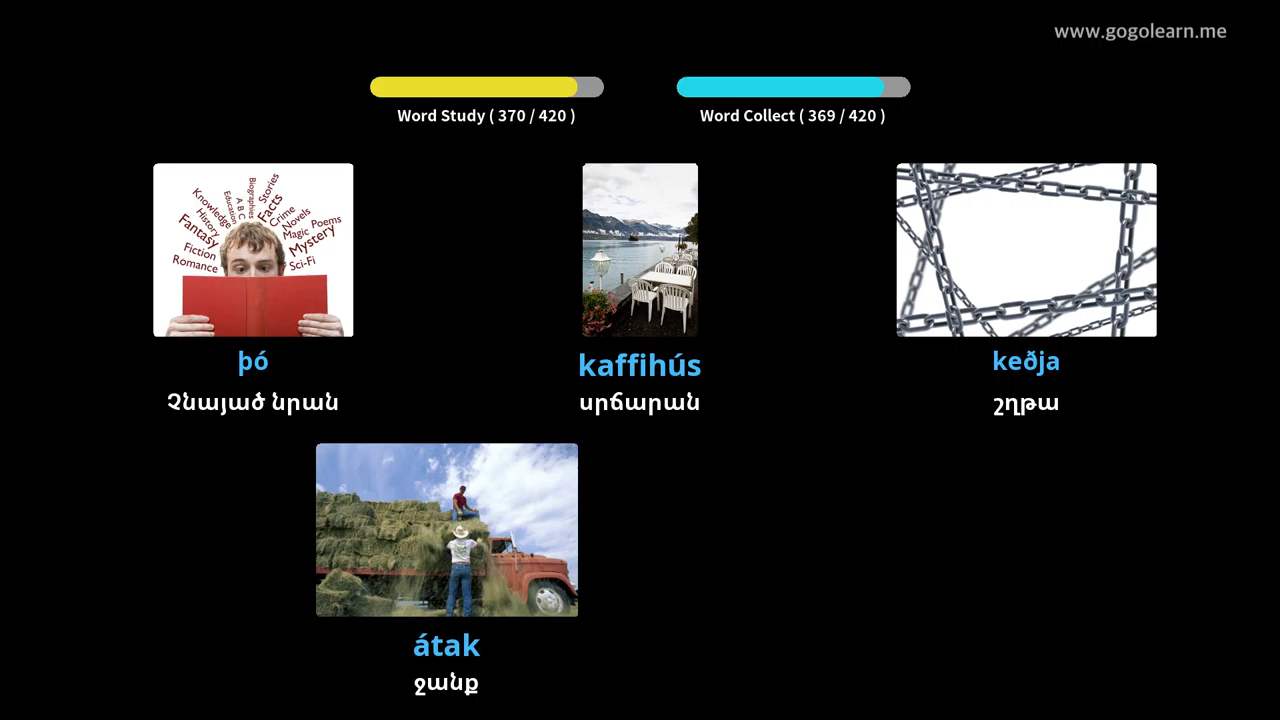 www.gogolearn.me
Word Study ( 370 / 420 )
Word Collect ( 369 / 420 )
Stories
Biographies
Facts
A B C
Education
Knowledge
Crime
History
Novels
Poems
Magic
Fantasy
Mystery
Fiction
Sci-Fi
Romance
þó
Չնայած նրան
kaffihús
սրճարան
keðja
շղթա
átak
ջանք